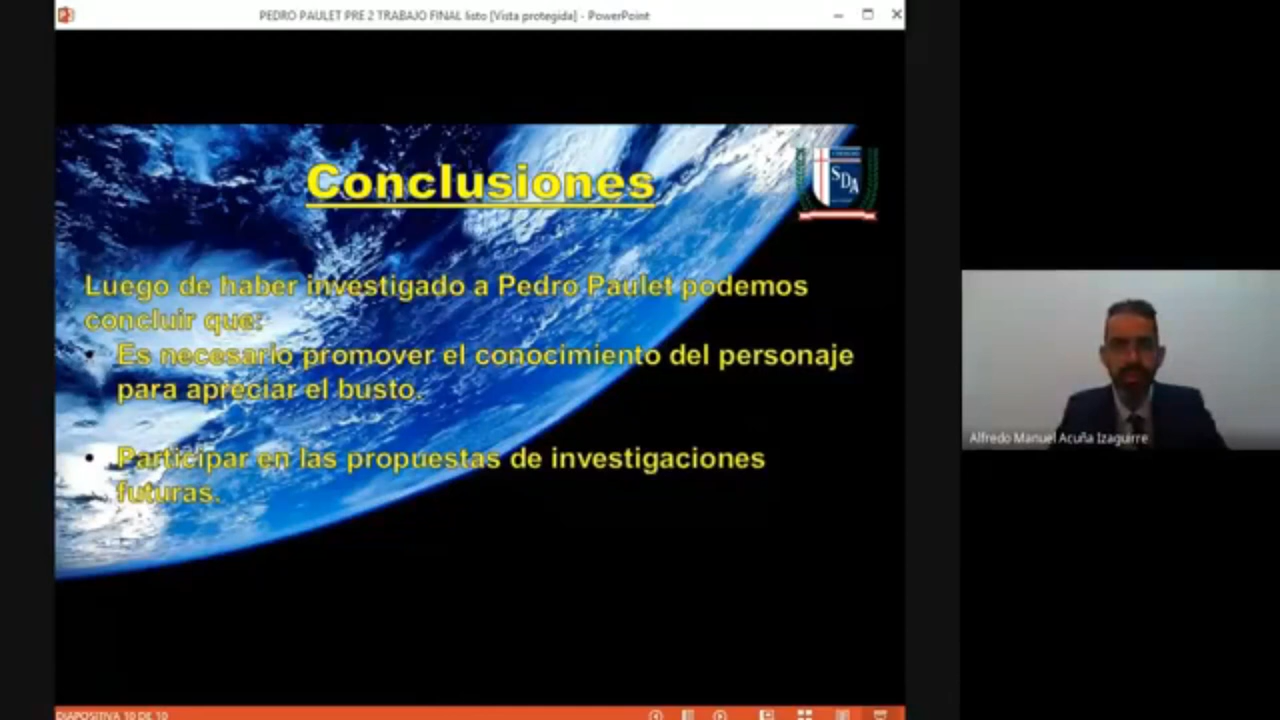 PEDRO PAULET PRE 2 TRABAJO FINAL listo [Vista protegida] - PowerPoint
Conclusiones
SDA
Luego de haber investigado a Pedro Paulet podemos
concluir que:
• Es necesario promover el conocimiento del personaje
para apreciar el busto.
• Participar en las propuestas de investigaciones
futuras.
Alfredo Manuel Acuña Izaguirre
DIAPOSITIVA 10 DE 10